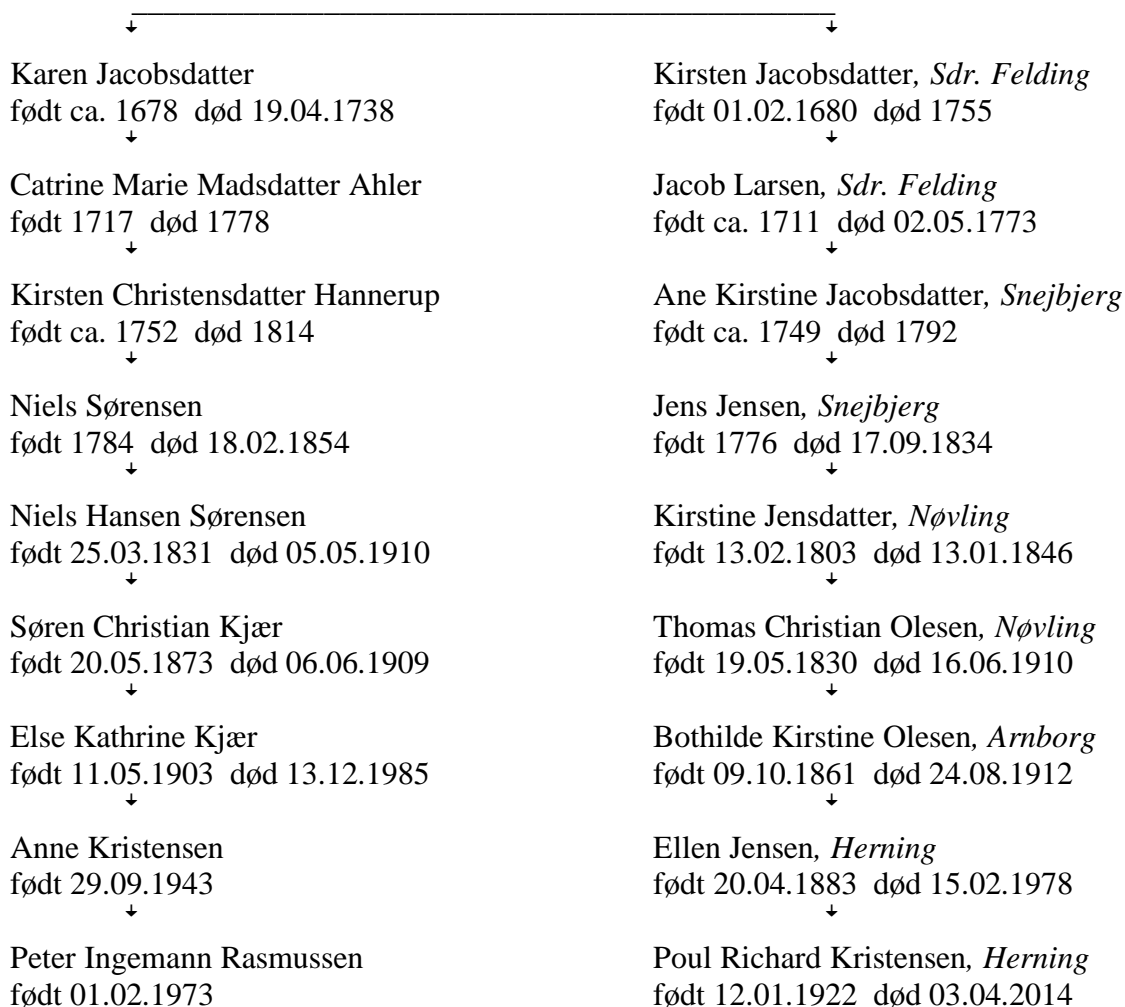 Karen Jacobsdatter
født ca. 1678 død 19.04.1738
Catrine Marie Madsdatter Ahler
født 1717 død 1778
Kirsten Christensdatter Hannerup
født ca. 1752 død 1814
Niels Sørensen
født 1784 død 18.02.1854
Niels Hansen Sørensen
født 25.03.1831 død 05.05.1910
Søren Christian Kjær
født 20.05.1873 død 06.06.1909
Else Kathrine Kjær
født 11.05.1903 død 13.12.1985
Anne Kristensen
født 29.09.1943
Peter Ingemann Rasmussen
født 01.02.1973
Kirsten Jacobsdatter, Sdr. Felding
født 01.02.1680 død 1755
Jacob Larsen, Sdr. Felding
født ca. 1711 død 02.05.1773
Ane Kirstine Jacobsdatter, Snejbjerg
født ca. 1749 død 1792
Jens Jensen, Snejbjerg
født 1776 død 17.09.1834
Kirstine Jensdatter, Nøvling
født 13.02.1803 død 13.01.1846
Thomas Christian Olesen, Nøvling
født 19.05.1830 død 16.06.1910
Bothilde Kirstine Olesen, Arnborg
født 09.10.1861 død 24.08.1912
Ellen Jensen, Herning
født 20.04.1883 død 15.02.1978
Poul Richard Kristensen, Herning
født 12.01.1922 død 03.04.2014